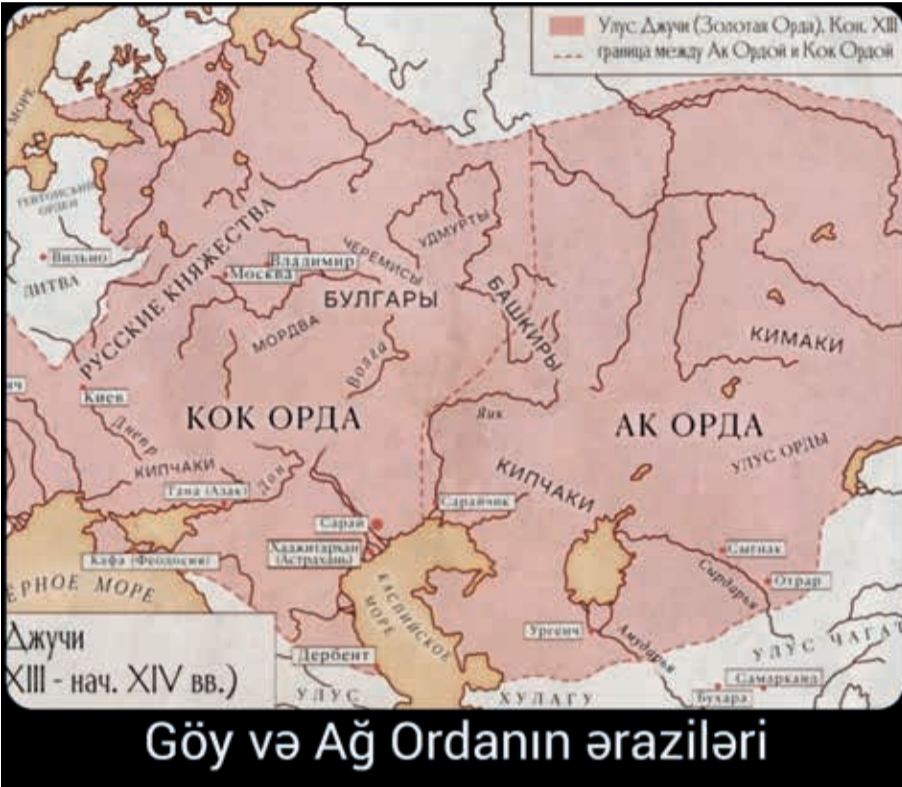 Улус Джучи (Золотая Орда). Кон. XIII
граница между Ак Ордой и Кок Ордой
МОРЕ
ТЕВТОНСКИЙ
ОРДЕН
Вильно
ЛИТВА
РУССКИЕ КНЯЖЕСТВА
Владимир
Москва
ЧЕРЕМИСЫ
УДМУРТЫ
БУЛГАРЫ
МОРДВА
БАШКИРЫ
КИМАКИ
Волга
ич
Киев
КОК ОРДА
Яик
АК ОРДА
Днепр
УЛУС ОРДЫ
КИПЧАКИ
Дон
КИПЧАКИ
Тана (Азак)
Сарайчик
Сарай
Хаджитархан
(Астрахань)
Кафа (Феодосия)
Сыгнак
Сырдарья
Отрар
ЕРНОЕ МОРЕ
КАСПИЙСКОЕ
МОРЕ
Ургенч
Амударья
Дербент
УЛУС ЧАГАТ
Самарканд
Бухара
УЛУС ХУЛАГУ
Джучи
XIII - нач. XIV вв.)
Göy və Ağ Ordanın əraziləri